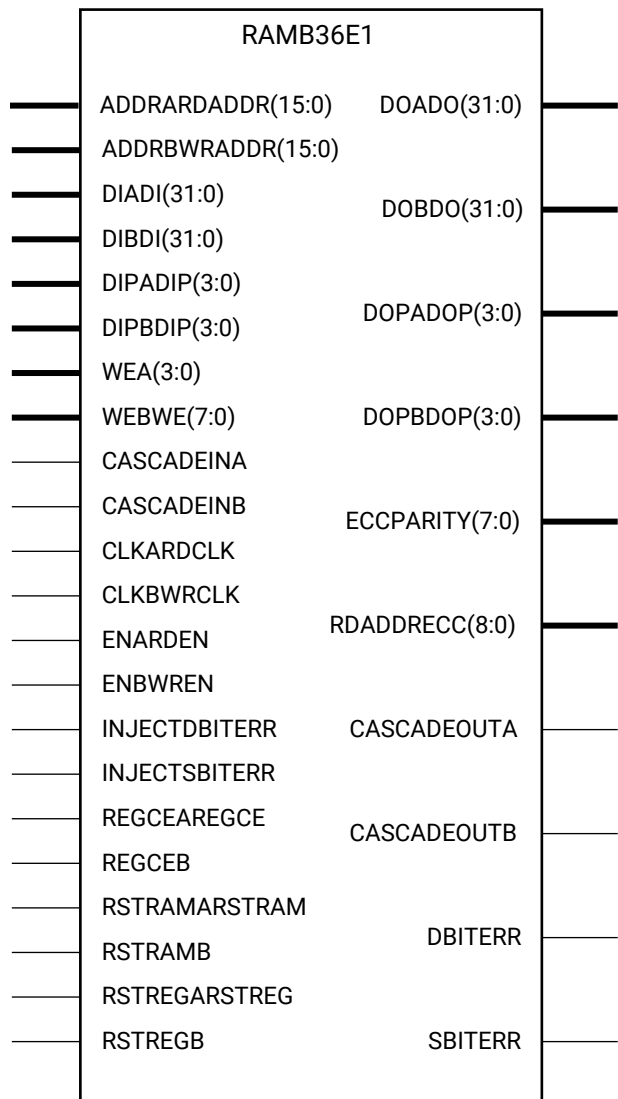 RAMB36E1
ADDRARDADDR(15:0)
ADDRBWRADDR(15:0)
DIADI(31:0)
DIBDI(31:0)
DIPADIP(3:0)
DIPBDIP(3:0)
WEA(3:0)
WEBWE(7:0)
CASCADEINA
CASCADEINB
CLKARDCLK
CLKBWRCLK
ENARDEN
ENBWREN
INJECTDBITERR
INJECTSBITERR
REGCEAREGCE
REGCEB
RSTRAMARSTRAM
RSTRAMB
RSTREGARSTREG
RSTREGB
DOADO(31:0)
DOBDO(31:0)
DOPADOP(3:0)
DOPBDOP(3:0)
ECCPARITY(7:0)
RDADDRECC(8:0)
CASCADEOUTA
CASCADEOUTB
DBITERR
SBITERR